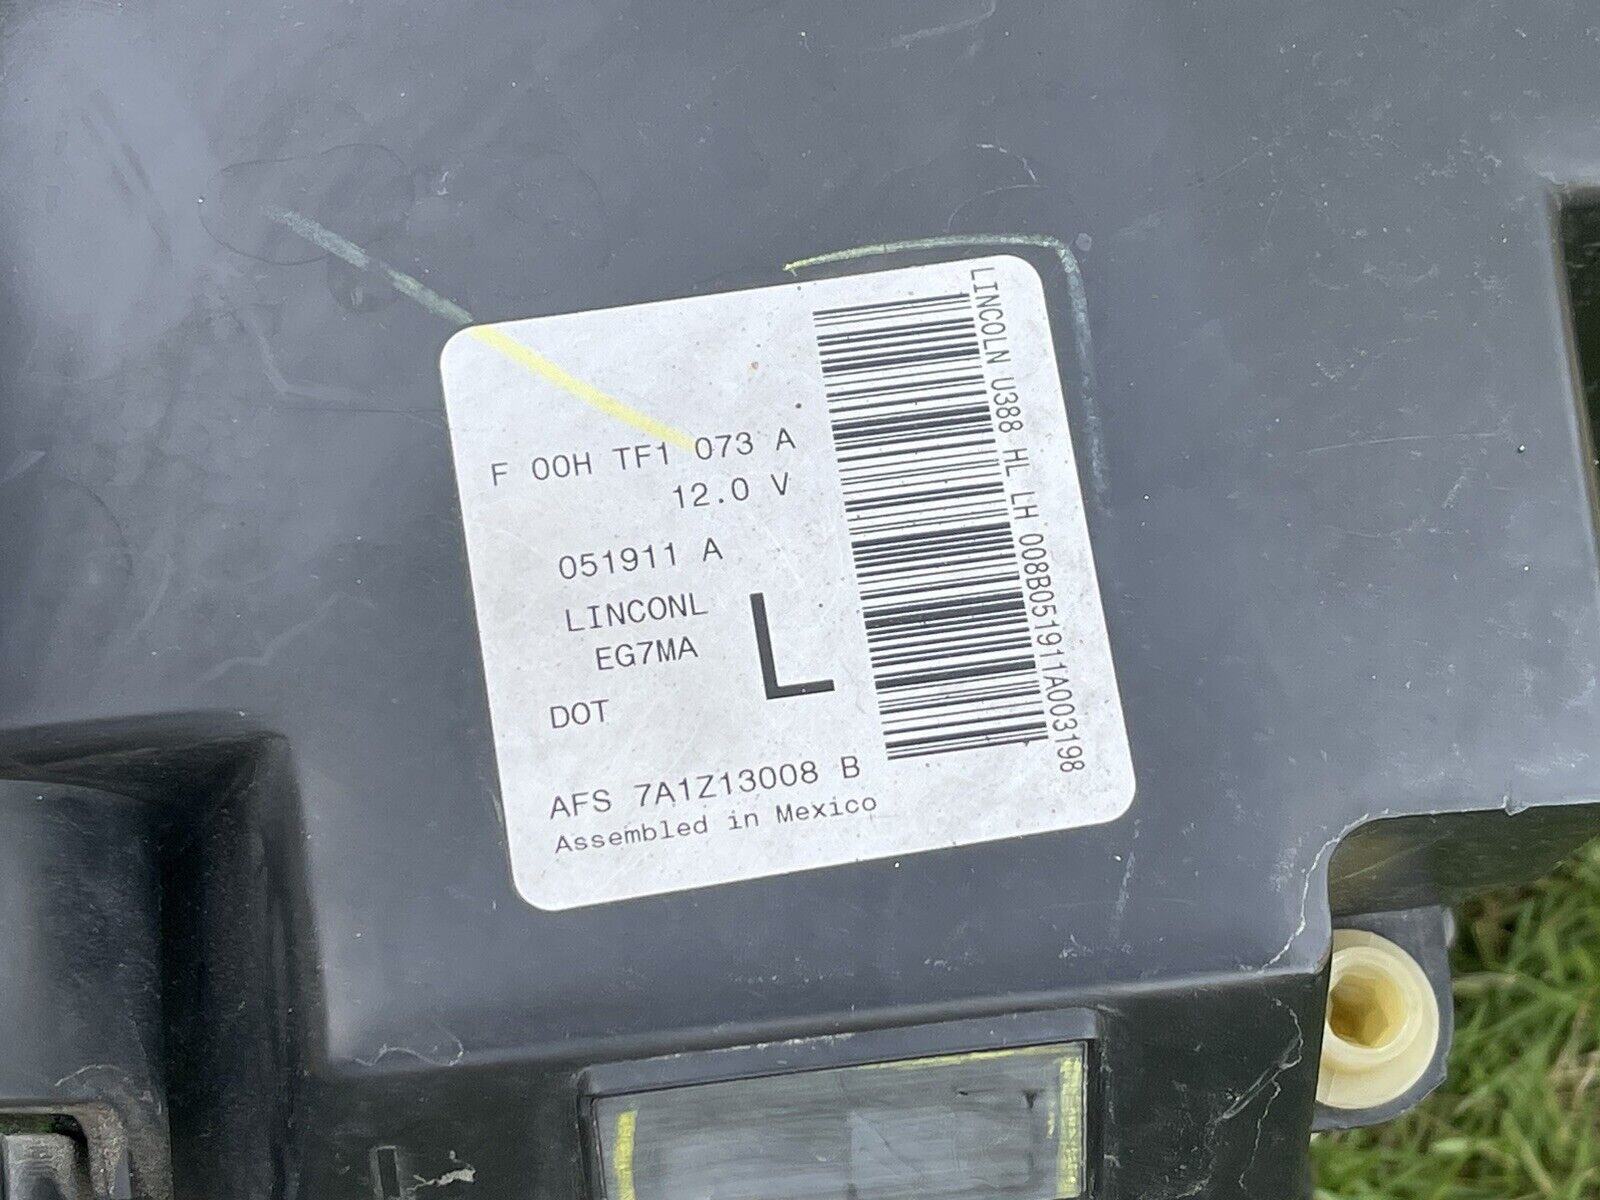 F 00H TF1 073 A
12.0 V
051911 A
LINCONL
EG7MA
L
DOT
AFS 7A1Z13008 B
Assembled in Mexico
LINCOLN U388 HL LH 008B051911A003198